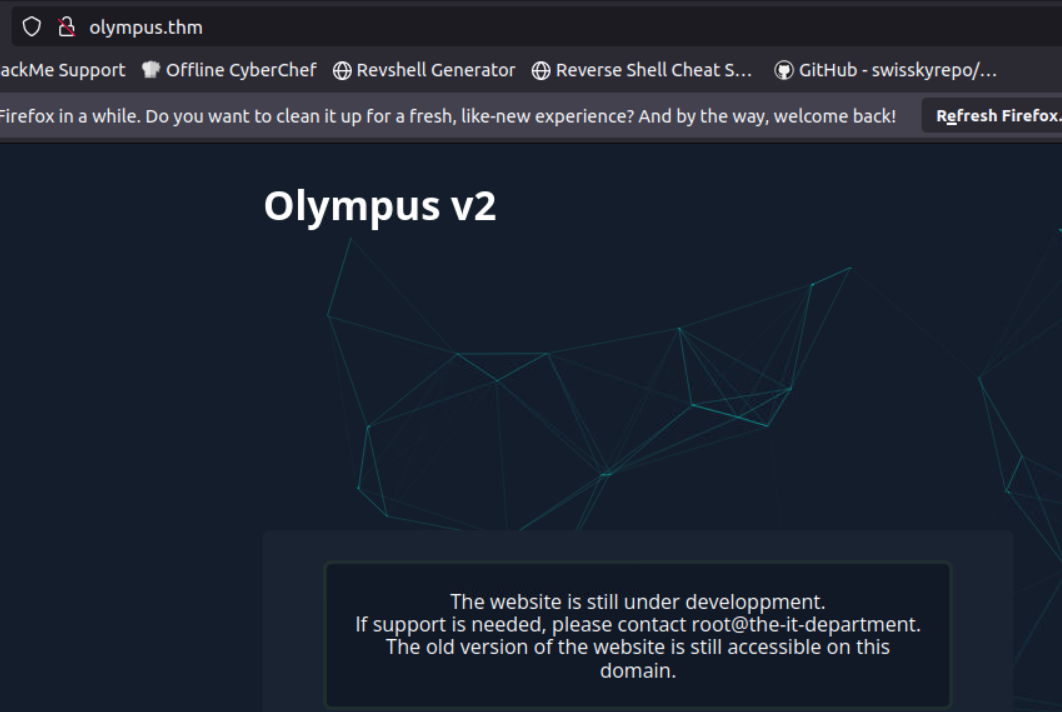 olympus.thm
ackMe Support Offline CyberChef Revshell Generator Reverse Shell Cheat S... GitHub - swisskyrepo/...
Firefox in a while. Do you want to clean it up for a fresh, like-new experience? And by the way, welcome back! Refresh Firefox.
Olympus v2
The website is still under developpment.
If support is needed, please contact root@the-it-department.
The old version of the website is still accessible on this
domain.